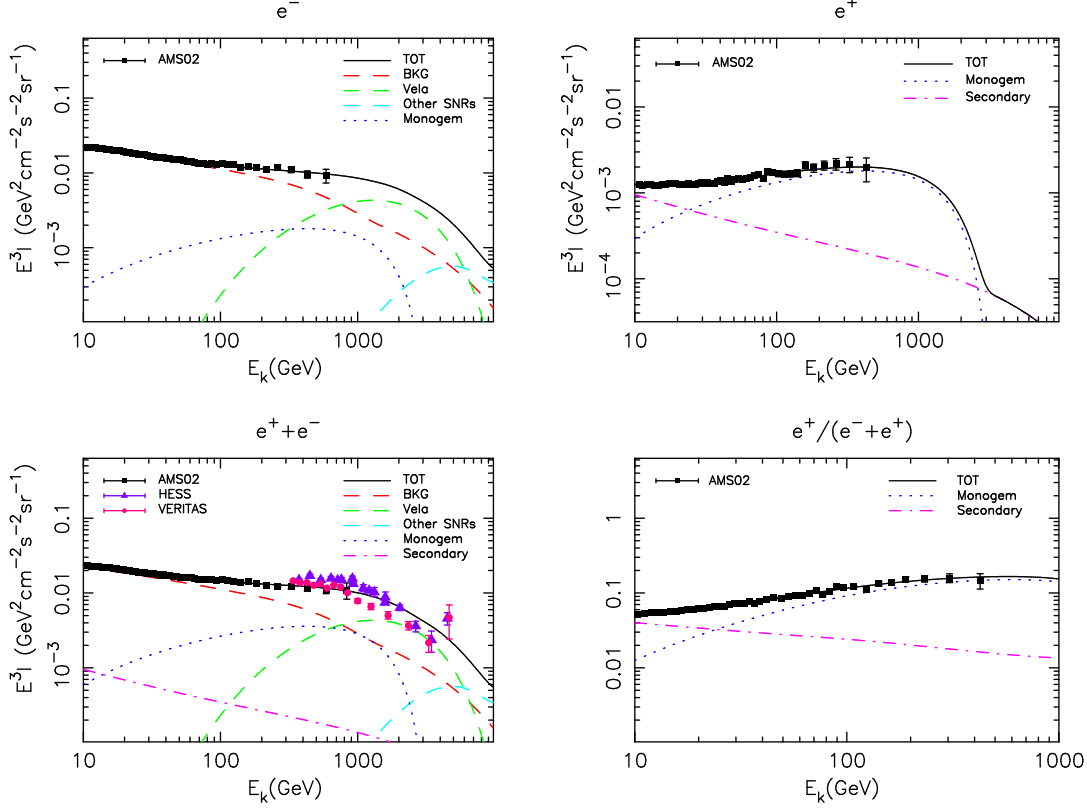 e⁻
E³I (GeV²cm⁻²s⁻²sr⁻¹)
0.1
0.01
10⁻³
AMS02
TOT
BKG
Vela
Other SNRs
Monogem
10 100 1000
Eₖ(GeV)
e⁺
E³I (GeV²cm⁻²s⁻²sr⁻¹)
0.01
10⁻³
10⁻⁴
AMS02
TOT
Monogem
Secondary
10 100 1000
Eₖ(GeV)
e⁺+e⁻
E³I (GeV²cm⁻²s⁻²sr⁻¹)
0.1
0.01
10⁻³
AMS02
HESS
VERITAS
TOT
BKG
Vela
Other SNRs
Monogem
Secondary
10 100 1000
Eₖ(GeV)
e⁺/(e⁻+e⁺)
1
0.1
0.01
AMS02
TOT
Monogem
Secondary
10 100 1000
Eₖ(GeV)